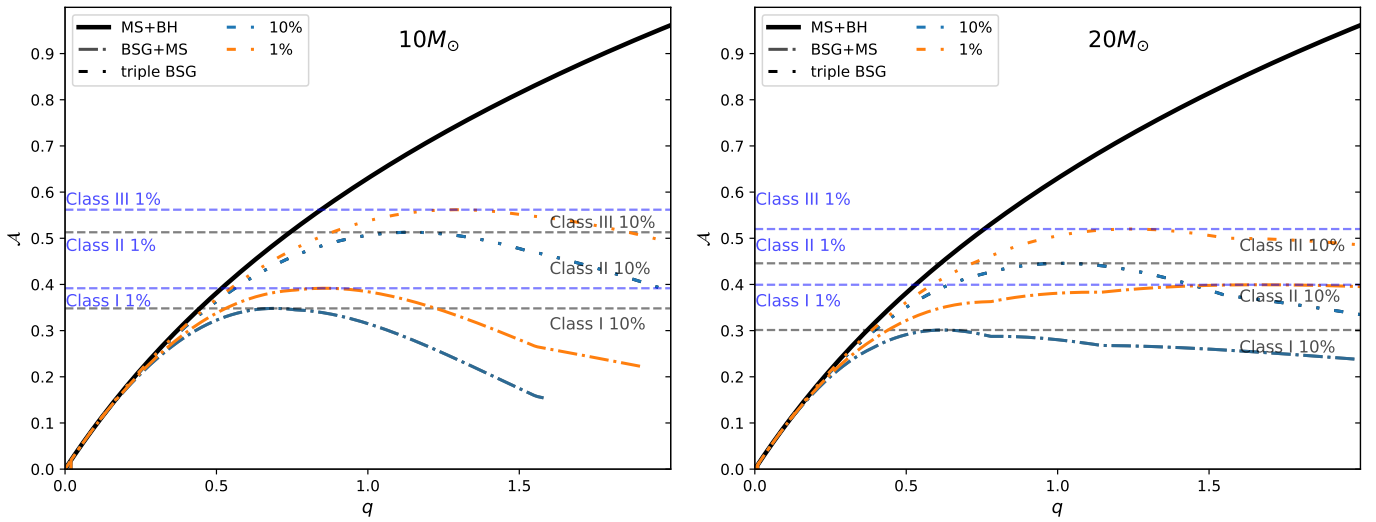 MS+BH
BSG+MS
triple BSG
10%
1%
10M⊙
0.9
0.8
0.7
0.6
0.5
0.4
0.3
0.2
0.1
0.0
𝒜
Class III 1%
Class III 10%
Class II 1%
Class II 10%
Class I 1%
Class I 10%
0.0 0.5 1.0 1.5
q
MS+BH
BSG+MS
triple BSG
10%
1%
20M⊙
0.9
0.8
0.7
0.6
0.5
0.4
0.3
0.2
0.1
0.0
𝒜
Class III 1%
Class II 1%
Class III 10%
Class I 1%
Class II 10%
Class I 10%
0.0 0.5 1.0 1.5
q